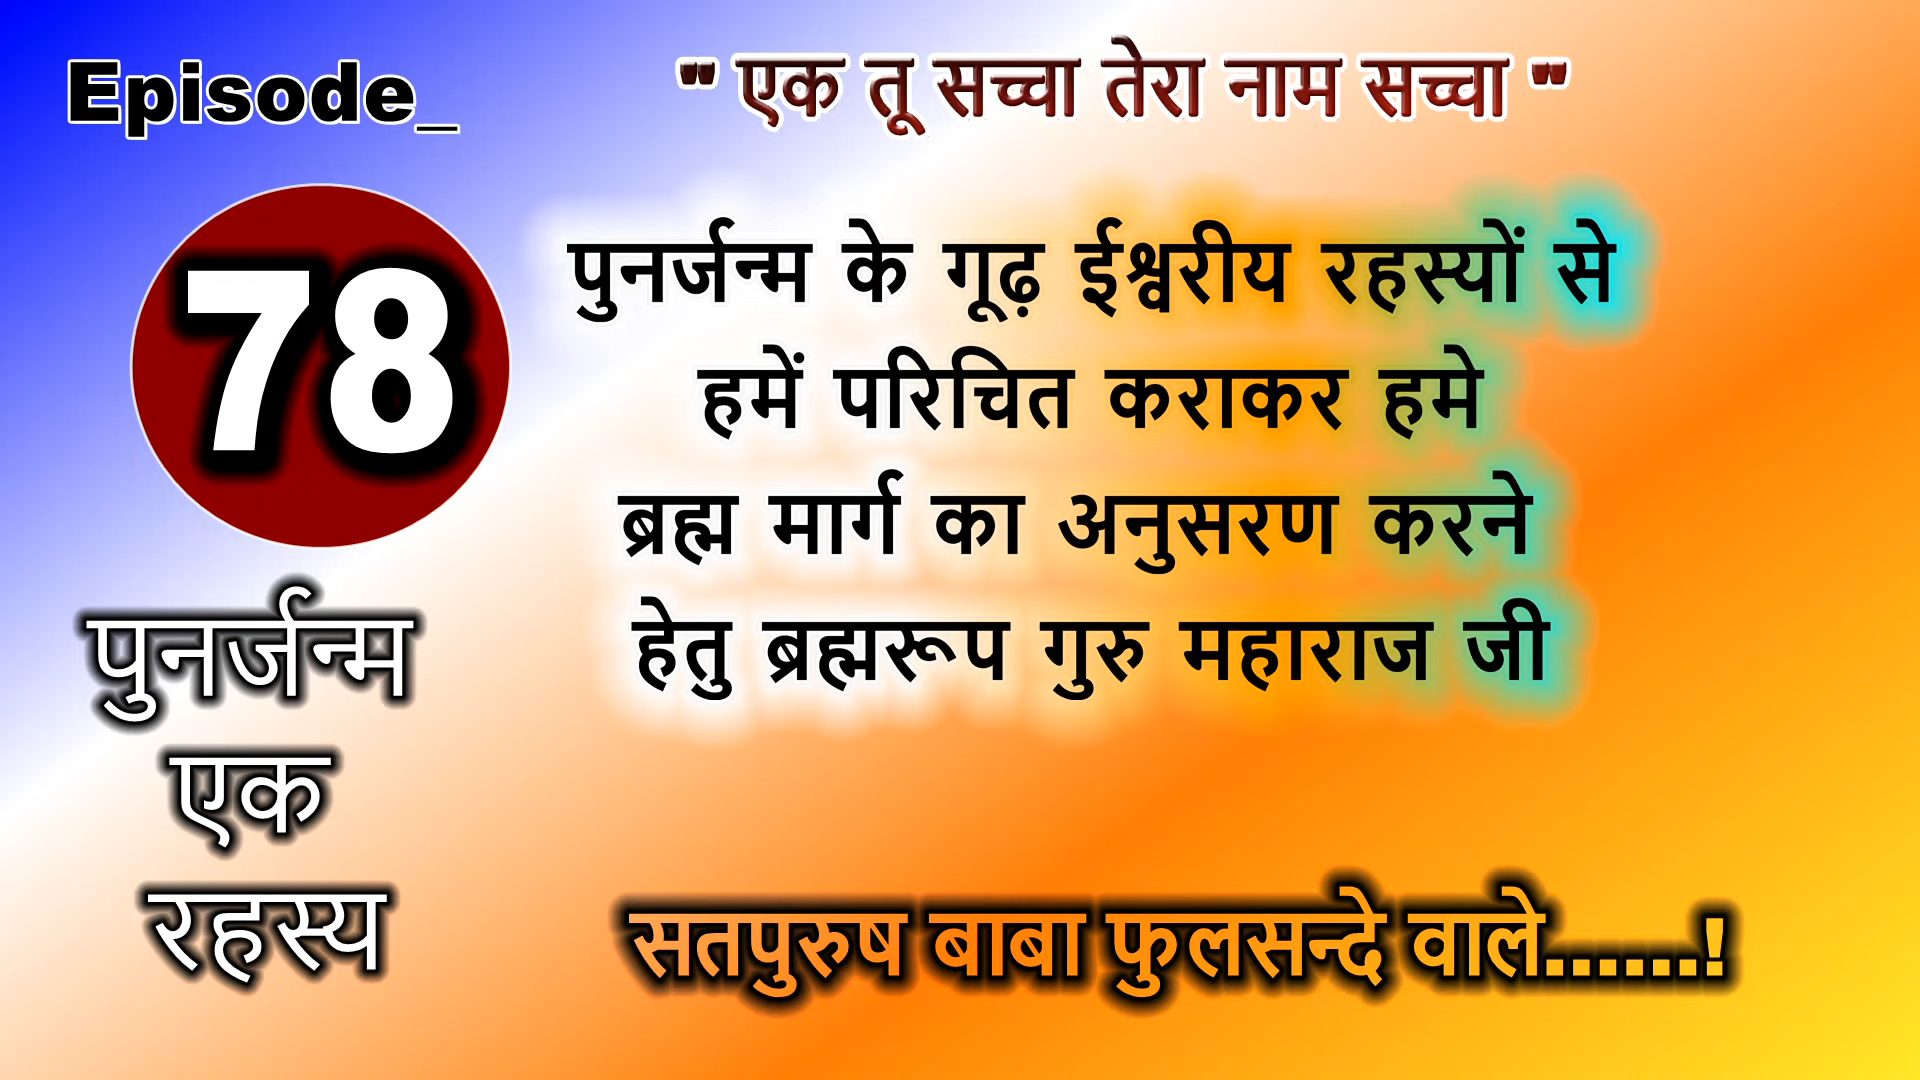 Episode_
78
पुनर्जन्म
एक
रहस्य
" एक तू सच्चा तेरा नाम सच्चा "
पुनर्जन्म के गूढ़ ईश्वरीय रहस्यों से
हमें परिचित कराकर हमे
ब्रह्म मार्ग का अनुसरण करने
हेतु ब्रह्मरूप गुरु महाराज जी
सतपुरुष बाबा फुलसन्दे वाले......!